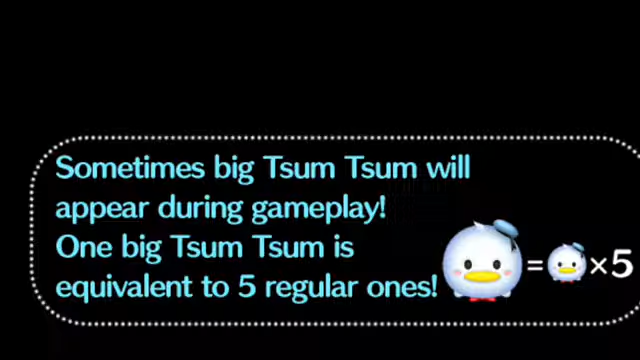 Sometimes big Tsum Tsum will
appear during gameplay!
One big Tsum Tsum is
equivalent to 5 regular ones!
=
×5